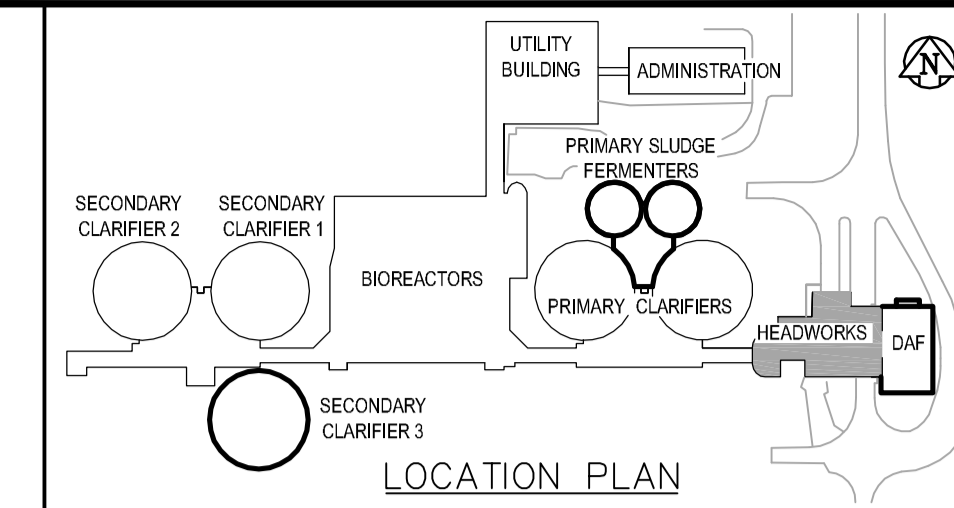 UTILITY
BUILDING
ADMINISTRATION
N
PRIMARY SLUDGE
FERMENTERS
SECONDARY
CLARIFIER 2
SECONDARY
CLARIFIER 1
BIOREACTORS
PRIMARY CLARIFIERS
HEADWORKS
DAF
SECONDARY
CLARIFIER 3
LOCATION PLAN